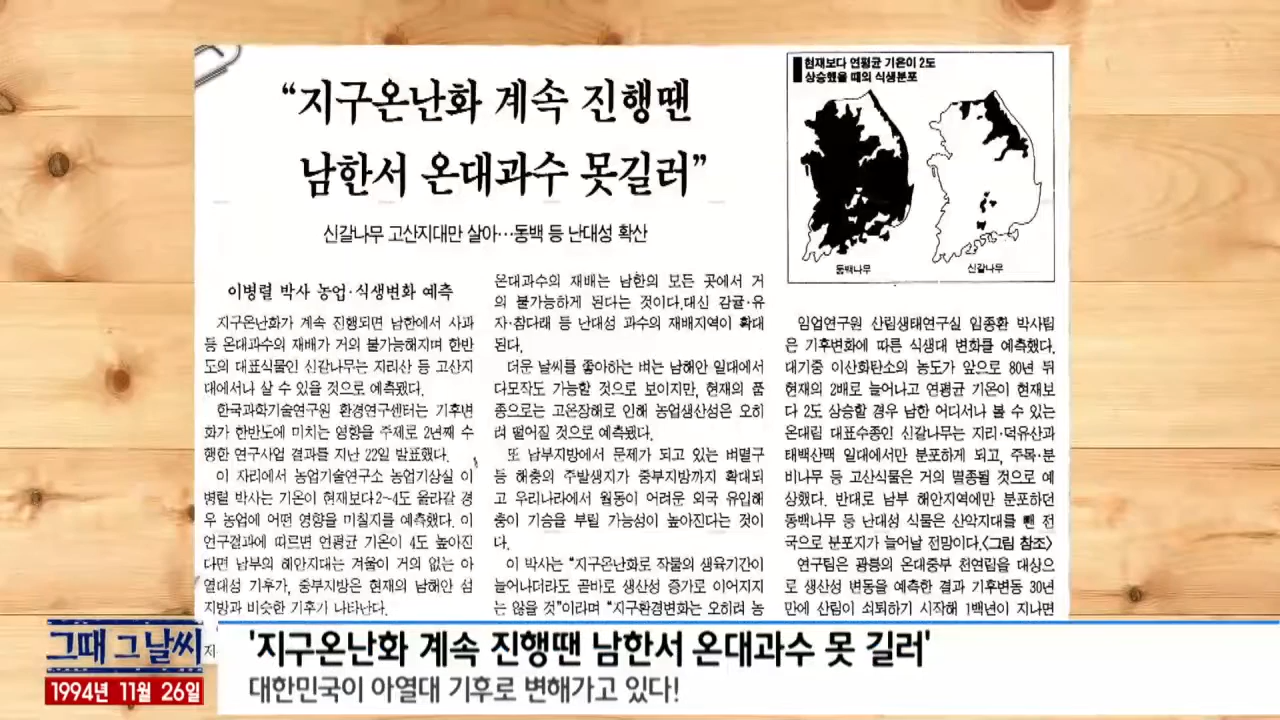 “지구온난화 계속 진행땐
남한서 온대과수 못길러”
신갈나무 고산지대만 살아…동백 등 난대성 확산
이병렬 박사 농업·식생변화 예측
지구온난화가 계속 진행되면 남한에서 사과
등 온대과수의 재배가 거의 불가능해지며 한반
도의 대표식물인 신갈나무는 지리산 등 고산지
대에서나 살 수 있을 것으로 예측됐다.
한국과학기술연구원 환경연구센터는 기후변
화가 한반도에 미치는 영향을 주제로 2년째 수
행한 연구사업 결과를 지난 22일 발표했다.
이 자리에서 농업기술연구소 농업기상실 이
병렬 박사는 기온이 현재보다 2~4도 올라갈 경
우 농업에 어떤 영향을 미칠지를 예측했다. 이
연구결과에 따르면 연평균 기온이 4도 높아진
다면 남부의 해안지대는 겨울이 거의 없는 아
열대성 기후가, 중부지방은 현재의 남해안 섬
지방과 비슷한 기후가 나타난다.
온대과수의 재배는 남한의 모든 곳에서 거
의 불가능하게 된다는 것이다.대신 감귤·유
자·참다래 등 난대성 과수의 재배지역이 확대
된다.
더운 날씨를 좋아하는 벼는 남해안 일대에서
다모작도 가능할 것으로 보이지만, 현재의 품
종으로는 고온장해로 인해 농업생산성은 오히
려 떨어질 것으로 예측됐다.
또 남부지방에서 문제가 되고 있는 벼멸구
등 해충의 주발생지가 중부지방까지 확대되
고 우리나라에서 월동이 어려운 외국 유입해
충이 기승을 부릴 가능성이 높아진다는 것이
다.
이 박사는 “지구온난화로 작물의 생육기간이
늘어나더라도 곧바로 생산성 증가로 이어지지
는 않을 것”이라며 “지구환경변화는 오히려 농
현재보다 연평균 기온이 2도
상승했을 때의 식생분포
동백나무
신갈나무
임업연구원 산림생태연구실 임종환 박사팀
은 기후변화에 따른 식생대 변화를 예측했다.
대기중 이산화탄소의 농도가 앞으로 80년 뒤
현재의 2배로 늘어나고 연평균 기온이 현재보
다 2도 상승할 경우 남한 어디서나 볼 수 있는
온대림 대표수종인 신갈나무는 지리·덕유산과
태백산맥 일대에서만 분포하게 되고, 주목·분
비나무 등 고산식물은 거의 멸종될 것으로 예
상했다. 반대로 남부 해안지역에만 분포하던
동백나무 등 난대성 식물은 산악지대를 뺀 전
국으로 분포지가 늘어날 전망이다.<그림 참조>
연구팀은 광릉의 온대중부 천연림을 대상으
로 생산성 변동을 예측한 결과 기후변동 30년
만에 산림이 쇠퇴하기 시작해 1백년이 지나면
그때 그날씨
1994년 11월 26일
'지구온난화 계속 진행땐 남한서 온대과수 못 길러'
대한민국이 아열대 기후로 변해가고 있다!